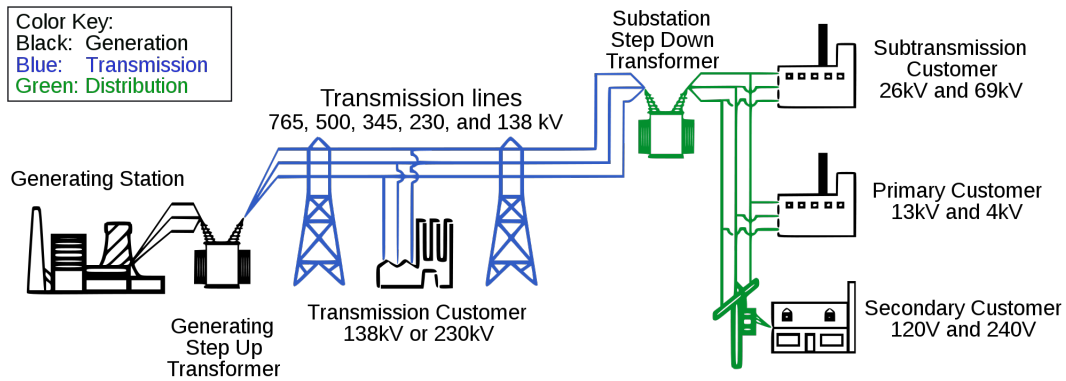 Color Key:
Black: Generation
Blue: Transmission
Green: Distribution
Substation
Step Down
Transformer
Subtransmission
Customer
26kV and 69kV
Transmission lines
765, 500, 345, 230, and 138 kV
Generating Station
Primary Customer
13kV and 4kV
Transmission Customer
138kV or 230kV
Generating
Step Up
Transformer
Secondary Customer
120V and 240V